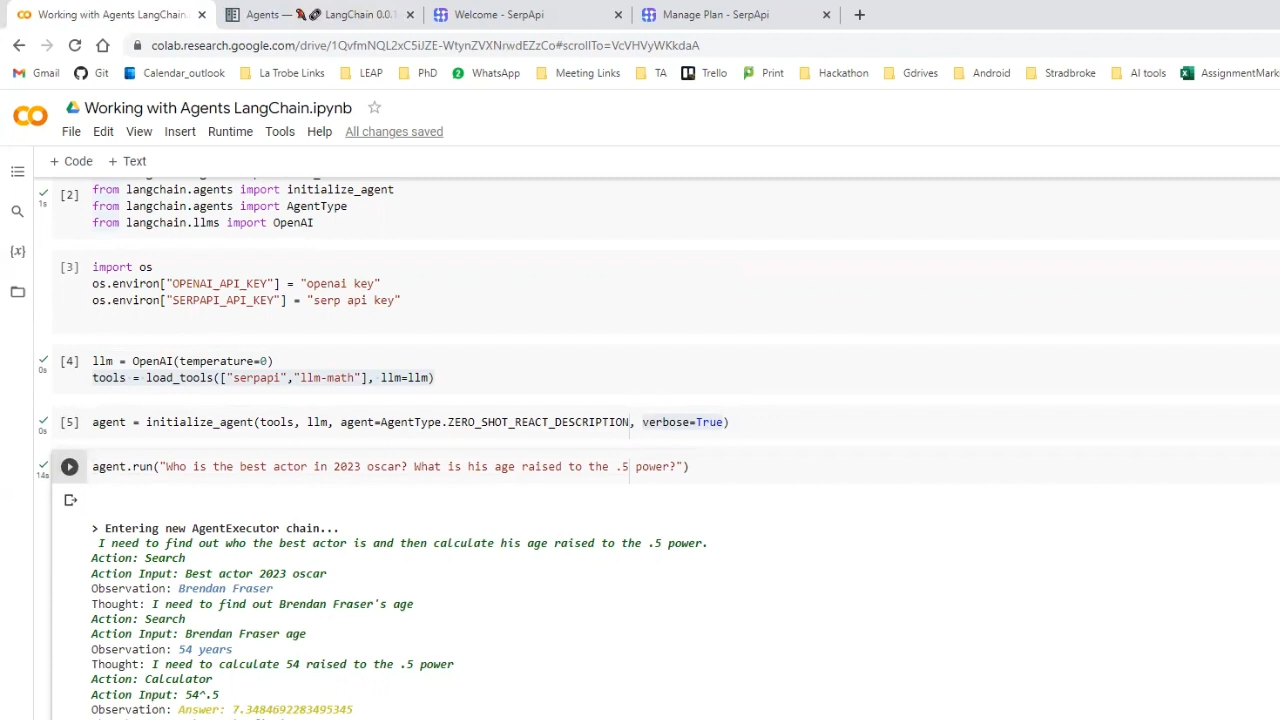 Working with Agents LangChain. Agents — LangChain 0.0.1 Welcome - SerpApi Manage Plan - SerpApi
colab.research.google.com/drive/1QvfmNQL2xC5iJZE-WtynZVXNrwdEZzCo#scrollTo=VcVHVyWKkdaA
Gmail Git Calendar_outlook La Trobe Links LEAP PhD 2 WhatsApp Meeting Links TA Trello Print Hackathon Gdrives Android Stradbroke AI tools AssignmentMark
Working with Agents LangChain.ipynb
File Edit View Insert Runtime Tools Help All changes saved
+ Code + Text
[2] from langchain.agents import initialize_agent
1s
from langchain.agents import AgentType
from langchain.llms import OpenAI
[3] import os
os.environ["OPENAI_API_KEY"] = "openai key"
os.environ["SERPAPI_API_KEY"] = "serp api key"
[4] llm = OpenAI(temperature=0)
0s
tools = load_tools(["serpapi","llm-math"], llm=llm)
[5] agent = initialize_agent(tools, llm, agent=AgentType.ZERO_SHOT_REACT_DESCRIPTION, verbose=True)
0s
agent.run("Who is the best actor in 2023 oscar? What is his age raised to the .5 power?")
14s
> Entering new AgentExecutor chain...
I need to find out who the best actor is and then calculate his age raised to the .5 power.
Action: Search
Action Input: Best actor 2023 oscar
Observation: Brendan Fraser
Thought: I need to find out Brendan Fraser's age
Action: Search
Action Input: Brendan Fraser age
Observation: 54 years
Thought: I need to calculate 54 raised to the .5 power
Action: Calculator
Action Input: 54^.5
Observation: Answer: 7.3484692283495345